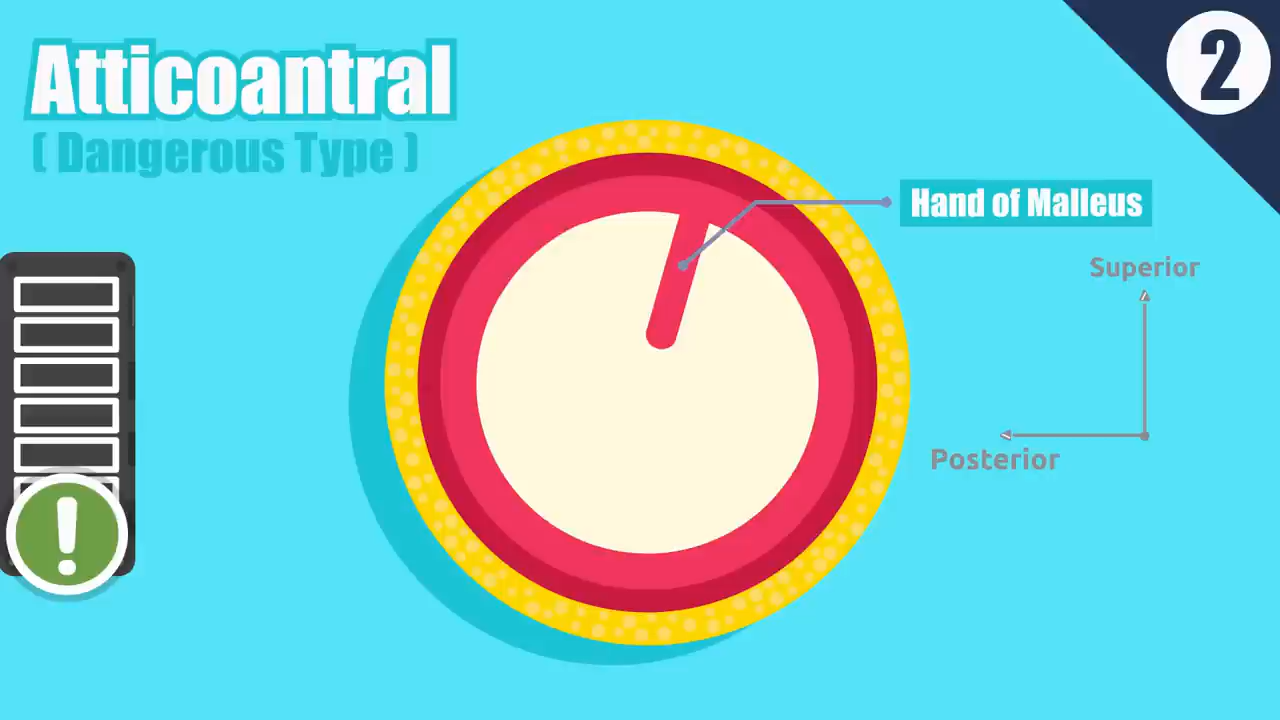 Atticoantral
( Dangerous Type )
2
Hand of Malleus
Superior
Posterior
!